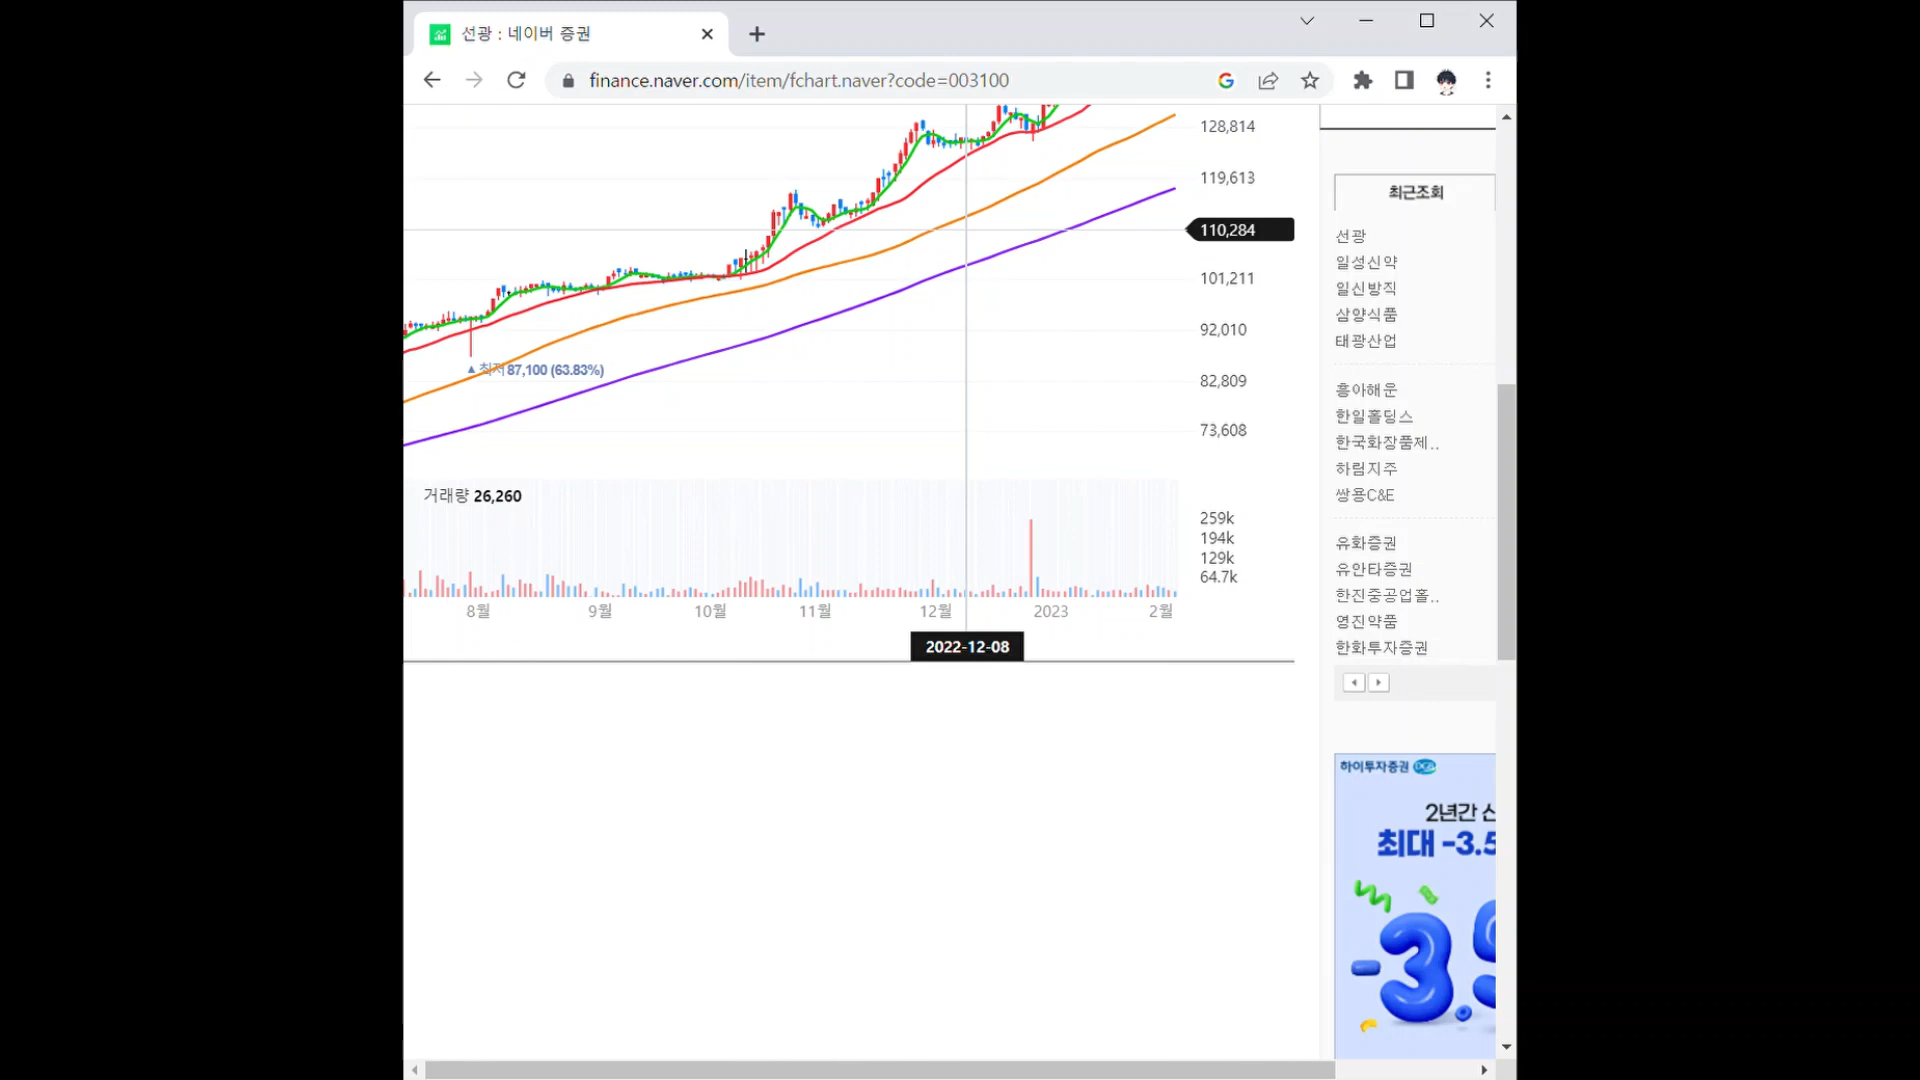 선광 : 네이버 증권
finance.naver.com/item/fchart.naver?code=003100
128,814
119,613
110,284
101,211
92,010
82,809
73,608
▲ 최저 87,100 (63.83%)
거래량 26,260
259k
194k
129k
64.7k
8월 9월 10월 11월 12월 2023 2월
2022-12-08
최근조회
선광
일성신약
일신방직
삼양식품
태광산업
흥아해운
한일홀딩스
한국화장품제..
하림지주
쌍용C&E
유화증권
유안타증권
한진중공업홀..
영진약품
한화투자증권
하이투자증권 DGB
2년간
최대 -3.5
-3.9